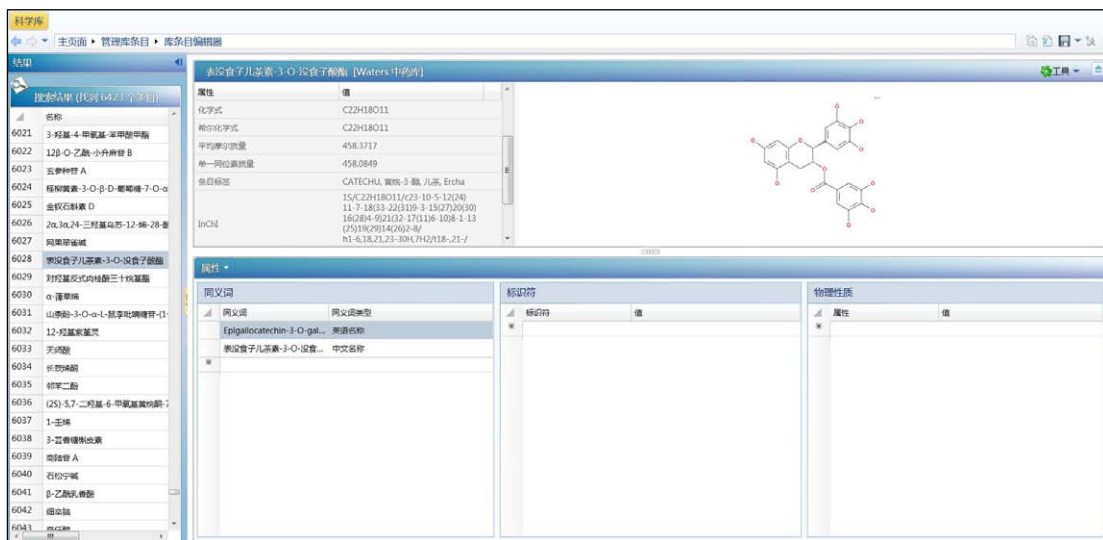 科学库
主页面 ▸ 管理库条目 ▸ 库条目编辑器
结果
搜索结果 (找到 6423 个条目)
名称
6021 3-羟基-4-甲氧基-苯甲酸甲酯
6022 12β-O-乙酰-小升麻苷 B
6023 玄参种苷 A
6024 柽柳黄素-3-O-β-D-葡萄糖-7-O-α
6025 金钗石斛素 D
6026 2α,3α,24-三羟基乌苏-12-烯-28-
6027 网果翠雀碱
6028 表没食子儿茶素-3-O-没食子酸酯
6029 对羟基反式肉桂酸三十烷基酯
6030 α-蒎烯
6031 山柰酚-3-O-α-L-鼠李吡喃糖苷-(1-
6032 12-羟基紫堇灵
6033 天师酸
6034 长茨烯酮
6035 邻苯二酚
6036 (2S)-5,7-二羟基-6-甲氧基黄烷酮-7
6037 1-壬烯
6038 3-芸香糖槲皮素
6039 商陆苷 A
6040 石松宁碱
6041 β-乙酰乳香酸
6042 细辛脑
6043
表没食子儿茶素-3-O-没食子酸酯 [Waters 中药库]
工具
属性 值
化学式 C22H18O11
希尔化学式 C22H18O11
平均摩尔质量 458.3717
单一同位素质量 458.0849
条目标签 CATECHU, 黄烷-3-醇, 儿茶, Ercha
InChI
1S/C22H18O11/c23-10-5-12(24)
11-7-18(33-22(31)9-3-15(27)20(30)
16(28)4-9)21(32-17(11)6-10)8-1-13
(25)19(29)14(26)2-8/
h1-6,18,21,23-30H,7H2/t18-,21-/
属性
同义词
同义词 同义词类型
Epigallocatechin-3-O-gal... 英语名称
表没食子儿茶素-3-O-没食... 中文名称
标识符
标识符 值
物理性质
属性 值